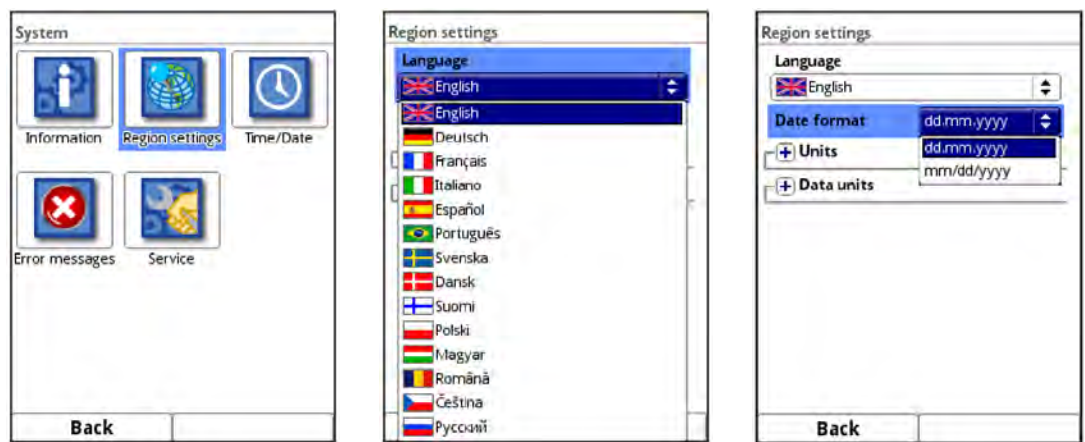 System
Information
Region settings
Time/Date
Error messages
Service
Back
Region settings
Language
English
English
Deutsch
Français
Italiano
Español
Português
Svenska
Dansk
Suomi
Polski
Magyar
Română
Čeština
Русский
Region settings
Language
English
Date format dd.mm.yyyy
dd.mm.yyyy
mm/dd/yyyy
Units
Data units
Back